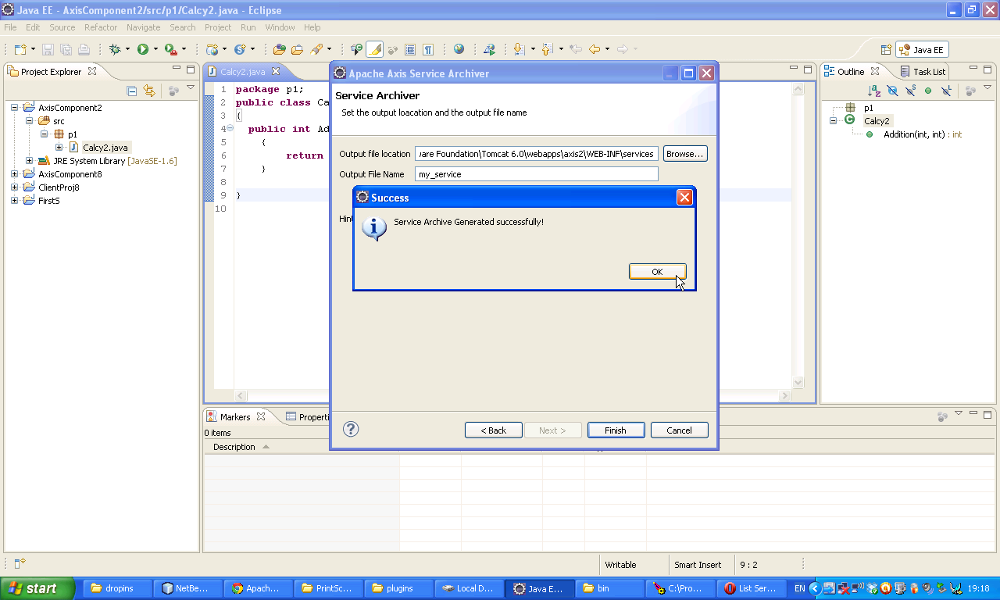 Java EE - AxisComponent2/src/p1/Calcy2.java - Eclipse
File Edit Source Refactor Navigate Search Project Run Window Help
Java EE
Project Explorer
AxisComponent2
src
p1
Calcy2.java
JRE System Library [JavaSE-1.6]
AxisComponent8
ClientProj8
FirstS
Calcy2.java
1 package p1;
2 public class Ca
3 {
4 public int Ad
5 {
6 return
7 }
8
9 }
10
Apache Axis Service Archiver
Service Archiver
Set the output loacation and the output file name
Output file location
are Foundation\Tomcat 6.0\webapps\axis2\WEB-INF\services
Browse...
Output File Name my_service
Hint
Success
Service Archive Generated successfully!
OK
< Back Next > Finish Cancel
Outline Task List
p1
Calcy2
Addition(int, int) : int
Markers Properti
0 items
Description
Writable Smart Insert 9 : 2
start dropins NetBe... Apach... PrintSc... plugins Local D... Java E... bin C:\Pro... List Ser... EN 19:18